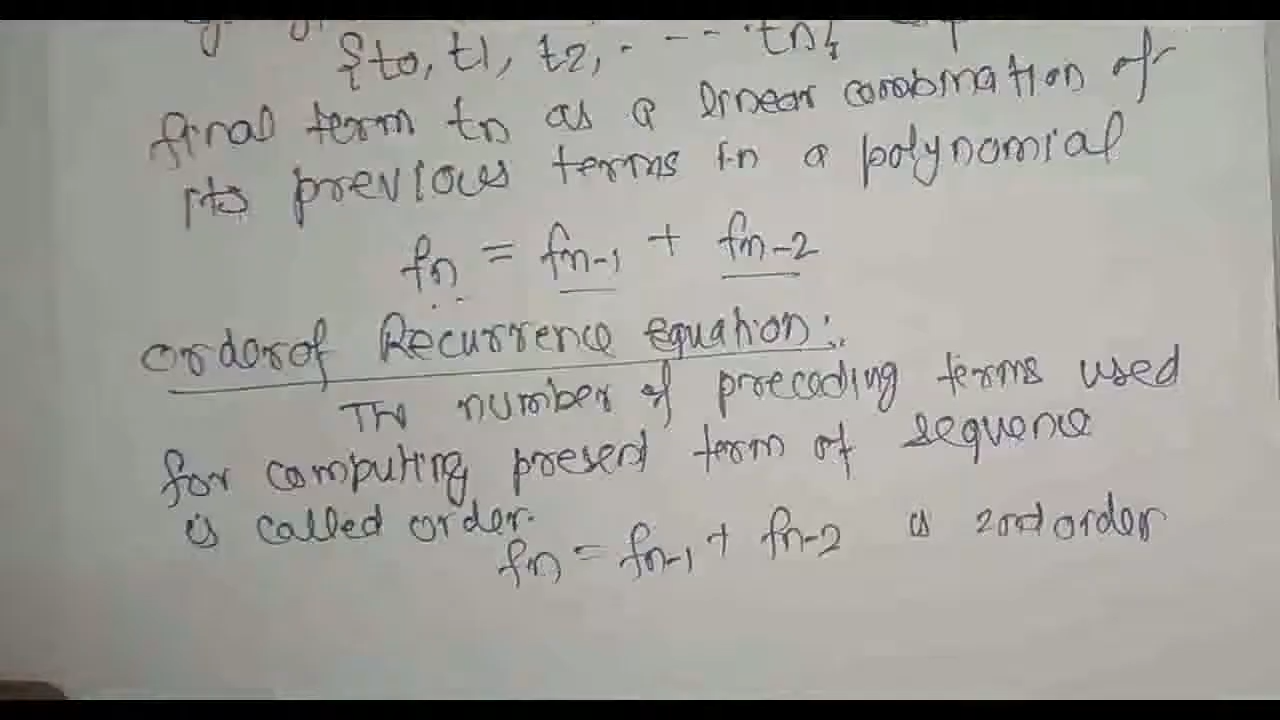 {t0, t1, t2, . - - - . tn}
final term tn as a linear combination of
its previous terms in a polynomial
fn = fn-1 + fn-2
order of Recurrence equation:.
The number of preceding terms used
for computing present term of sequence
is called order.
fn = fn-1 + fn-2 is 2nd order